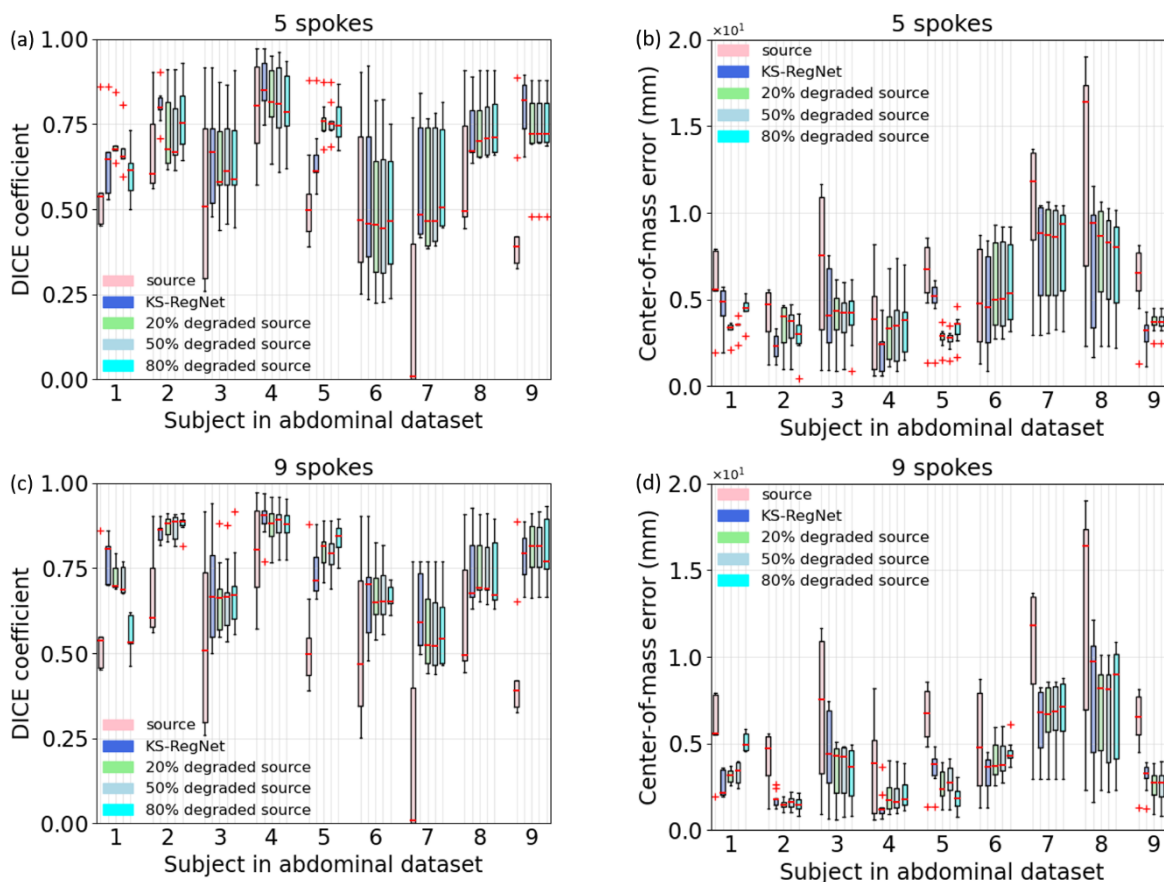 (a)
5 spokes
1.00
0.75
0.50
0.25
0.00
DICE coefficient
source
KS-RegNet
20% degraded source
50% degraded source
80% degraded source
1 2 3 4 5 6 7 8 9
Subject in abdominal dataset
(b)
5 spokes
×10¹
2.0
1.5
1.0
0.5
0.0
Center-of-mass error (mm)
source
KS-RegNet
20% degraded source
50% degraded source
80% degraded source
1 2 3 4 5 6 7 8 9
Subject in abdominal dataset
(c)
9 spokes
1.00
0.75
0.50
0.25
0.00
DICE coefficient
source
KS-RegNet
20% degraded source
50% degraded source
80% degraded source
1 2 3 4 5 6 7 8 9
Subject in abdominal dataset
(d)
9 spokes
×10¹
2.0
1.5
1.0
0.5
0.0
Center-of-mass error (mm)
source
KS-RegNet
20% degraded source
50% degraded source
80% degraded source
1 2 3 4 5 6 7 8 9
Subject in abdominal dataset